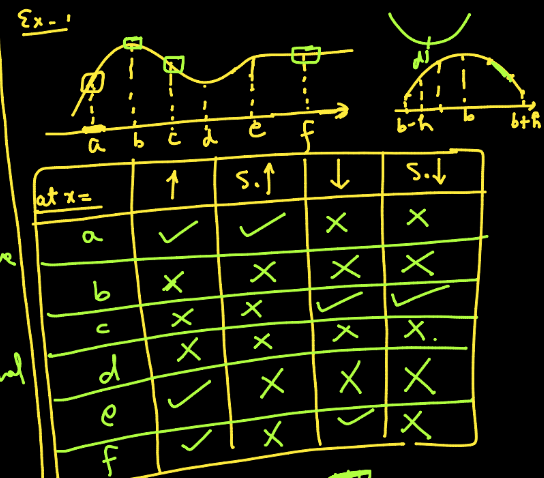 Ex-1
a b c d e f
d
b-h b b+h
at x= ↑ S.↑ ↓ S.↓
a ✓ ✓ × ×
b × × × ×
c × × ✓ ✓
d × × × ×.
e ✓ × × ×
f ✓ × ✓ ×